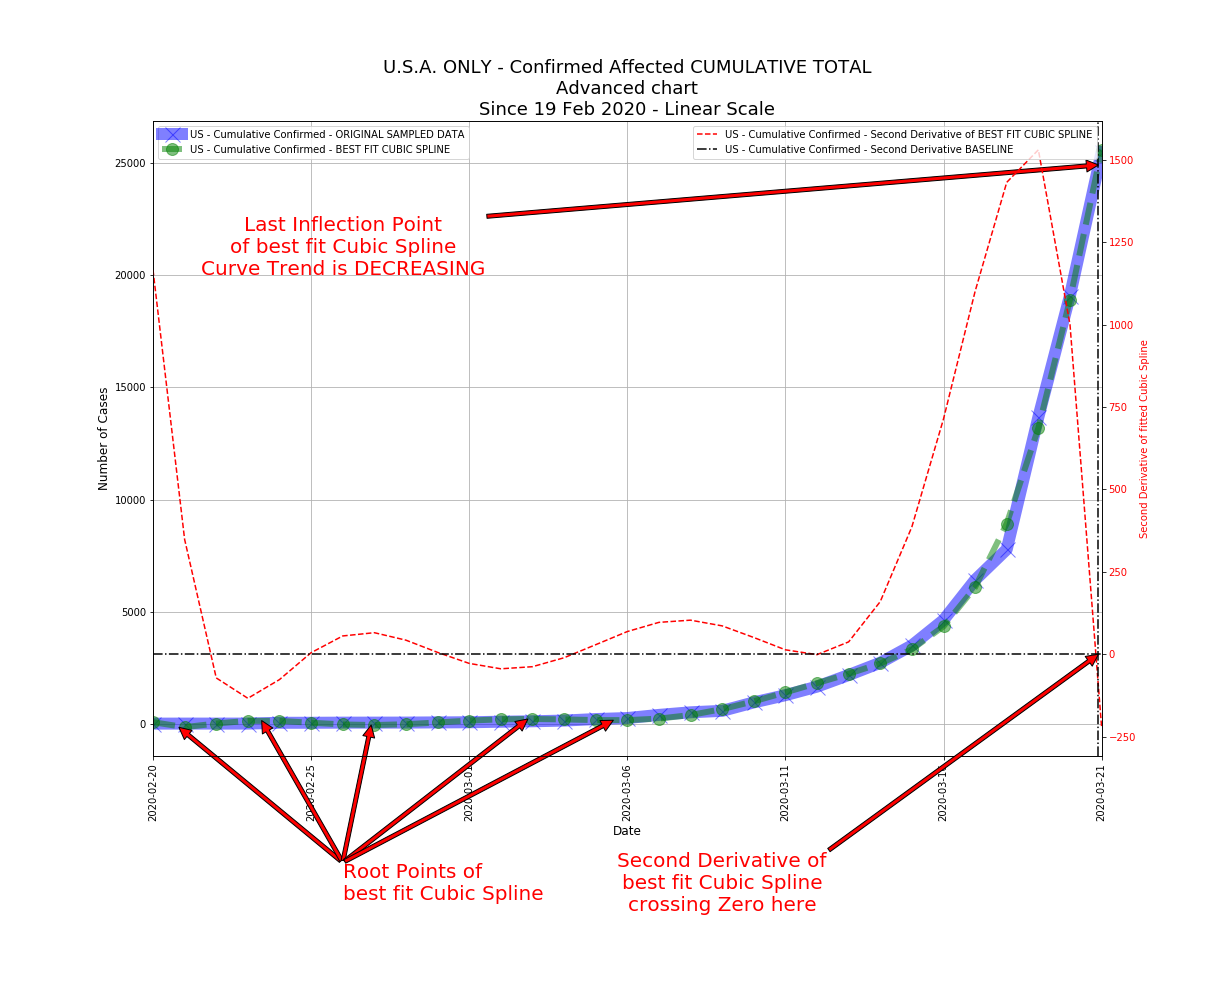 U.S.A. ONLY - Confirmed Affected CUMULATIVE TOTAL
Advanced chart
Since 19 Feb 2020 - Linear Scale
US - Cumulative Confirmed - ORIGINAL SAMPLED DATA
US - Cumulative Confirmed - BEST FIT CUBIC SPLINE
US - Cumulative Confirmed - Second Derivative of BEST FIT CUBIC SPLINE
US - Cumulative Confirmed - Second Derivative BASELINE
Last Inflection Point
of best fit Cubic Spline
Curve Trend is DECREASING
Number of Cases
25000
20000
15000
10000
5000
0
1500
1250
1000
750
500
250
0
−250
Second Derivative of fitted Cubic Spline
2020-02-20
2020-02-25
2020-03-01
2020-03-06
2020-03-11
2020-03-21
Date
Root Points of
best fit Cubic Spline
Second Derivative of
best fit Cubic Spline
crossing Zero here